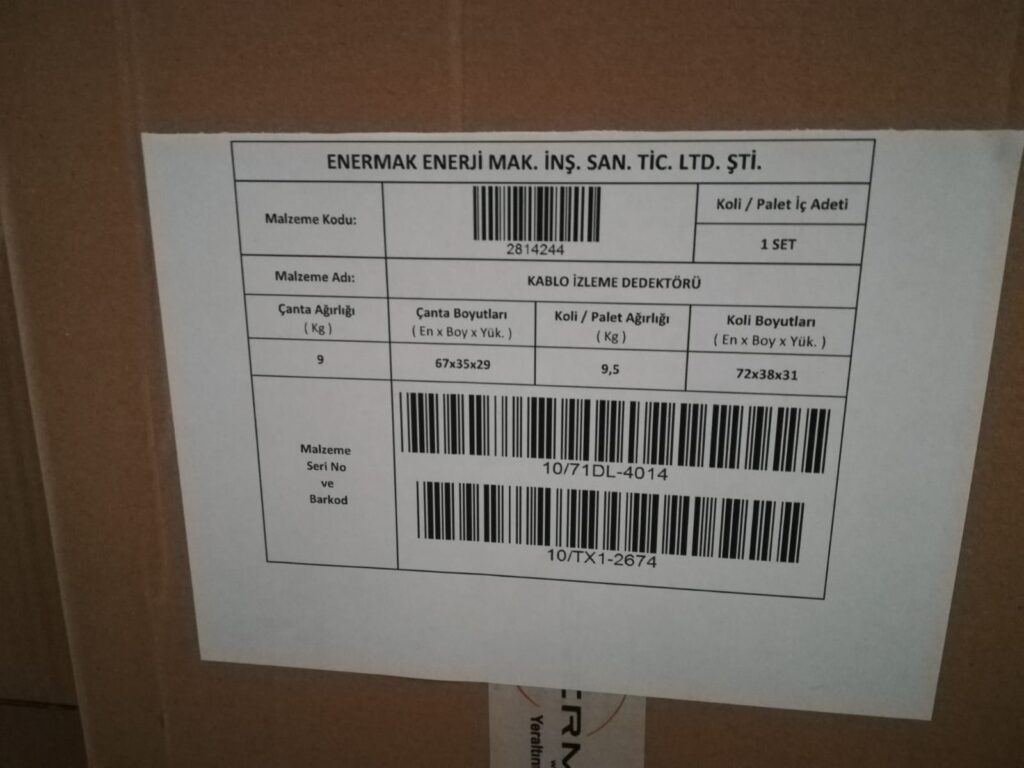 ENERMAK ENERJİ MAK. İNŞ. SAN. TİC. LTD. ŞTİ.
Malzeme Kodu:
2814244
Koli / Palet İç Adeti
1 SET
Malzeme Adı:
KABLO İZLEME DEDEKTÖRÜ
Çanta Ağırlığı
( Kg )
Çanta Boyutları
( En x Boy x Yük. )
Koli / Palet Ağırlığı
( Kg )
Koli Boyutları
( En x Boy x Yük. )
9
67x35x29
9,5
72x38x31
Malzeme
Seri No
ve
Barkod
10/71DL-4014
10/TX1-2674